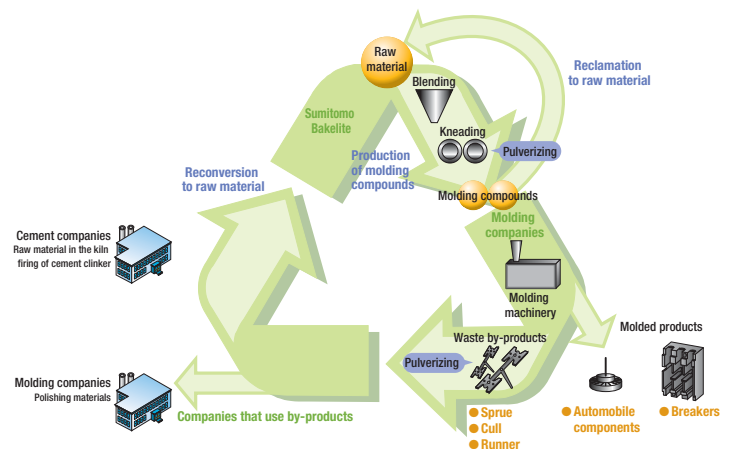 Raw
material
Blending
Reclamation
to raw material
Sumitomo
Bakelite
Kneading
Pulverizing
Production
of molding
compounds
Reconversion
to raw material
Molding compounds
Molding
companies
Cement companies
Raw material in the kiln
firing of cement clinker
Molding
machinery
Molded products
Waste by-products
Pulverizing
Molding companies
Polishing materials
Companies that use by-products
● Sprue
● Cull
● Runner
● Automobile
components
● Breakers